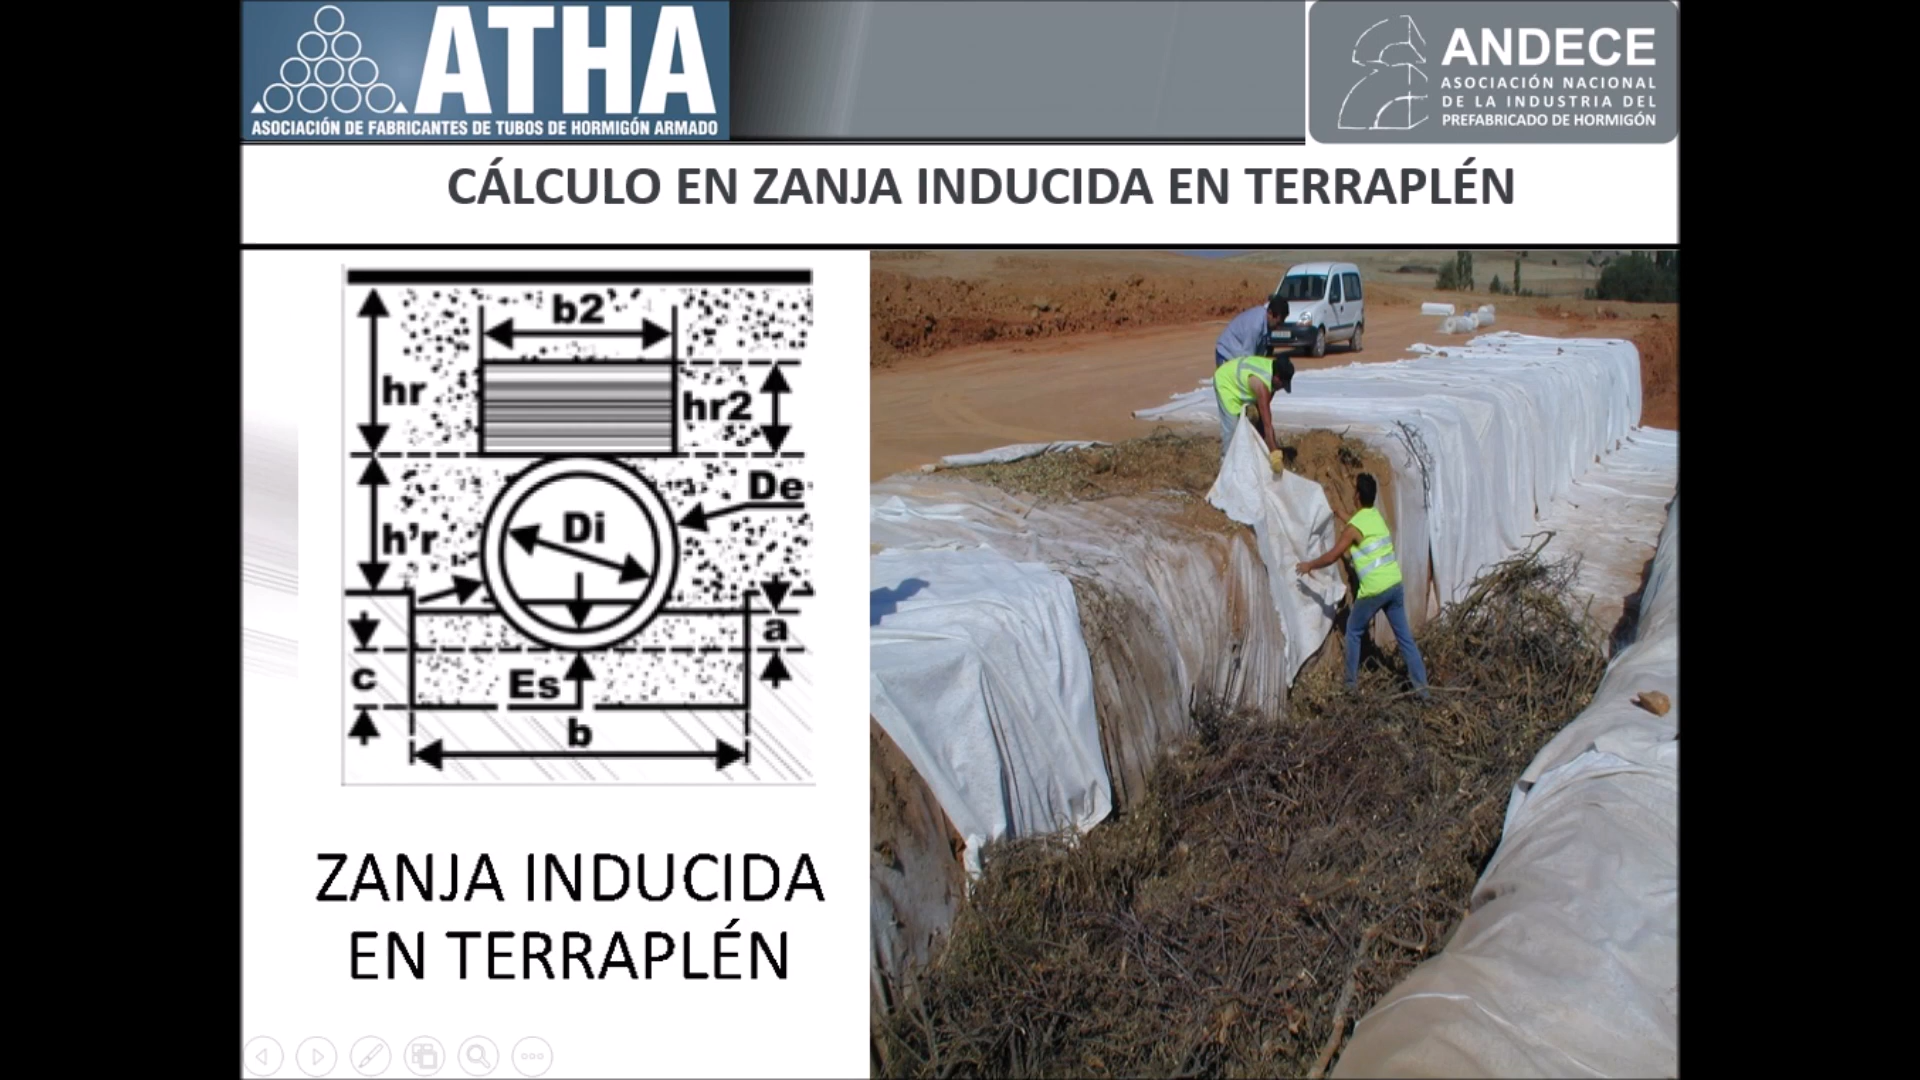 ATHA
ASOCIACIÓN DE FABRICANTES DE TUBOS DE HORMIGÓN ARMADO
ANDECE
ASOCIACIÓN NACIONAL
DE LA INDUSTRIA DEL
PREFABRICADO DE HORMIGÓN
CÁLCULO EN ZANJA INDUCIDA EN TERRAPLÉN
b2
hr
hr2
De
Di
h'r
a
c
Es
b
ZANJA INDUCIDA
EN TERRAPLÉN